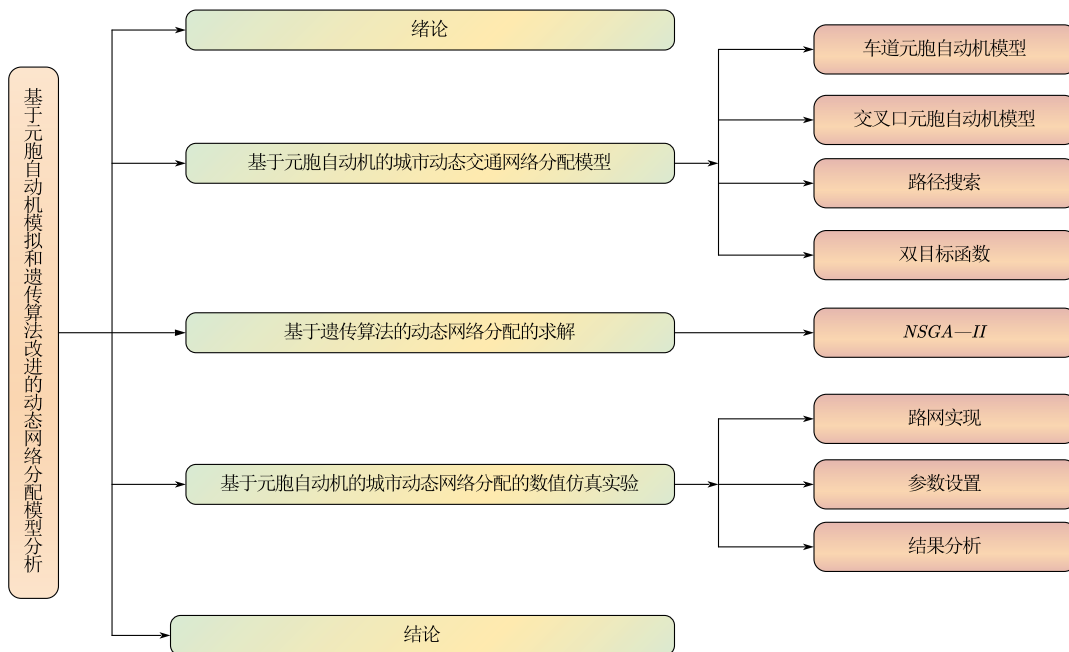 基于元胞自动机模拟和遗传算法改进的动态网络分配模型分析
绪论
基于元胞自动机的城市动态交通网络分配模型
车道元胞自动机模型
交叉口元胞自动机模型
路径搜索
双目标函数
基于遗传算法的动态网络分配的求解
NSGA—II
基于元胞自动机的城市动态网络分配的数值仿真实验
路网实现
参数设置
结果分析
结论